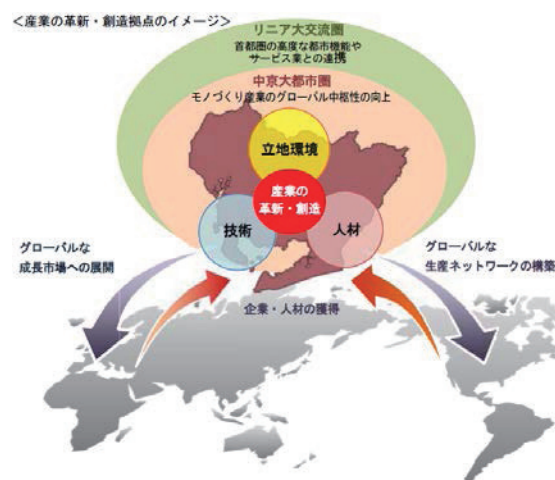 ＜産業の革新・創造拠点のイメージ＞
リニア大交流圏
首都圏の高度な都市機能や
サービス業との連携
中京大都市圏
モノづくり産業のグローバル中枢性の向上
立地環境
産業の
革新・創造
技術
人材
グローバルな
成長市場への展開
グローバルな
生産ネットワークの構築
企業・人材の獲得